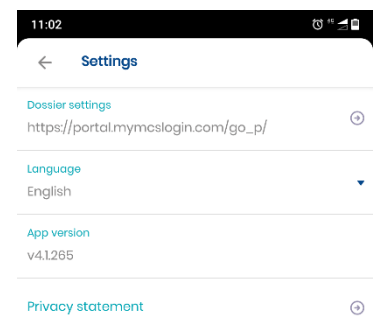 11:02
Settings
Dossier settings
https://portal.mymcslogin.com/go_p/
Language
English
App version
v4.1.265
Privacy statement